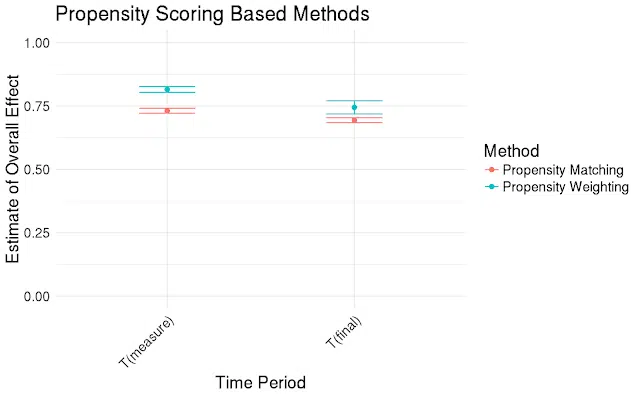 Propensity Scoring Based Methods
Estimate of Overall Effect
1.00
0.75
0.50
0.25
0.00
T(measure)
T(final)
Time Period
Method
Propensity Matching
Propensity Weighting